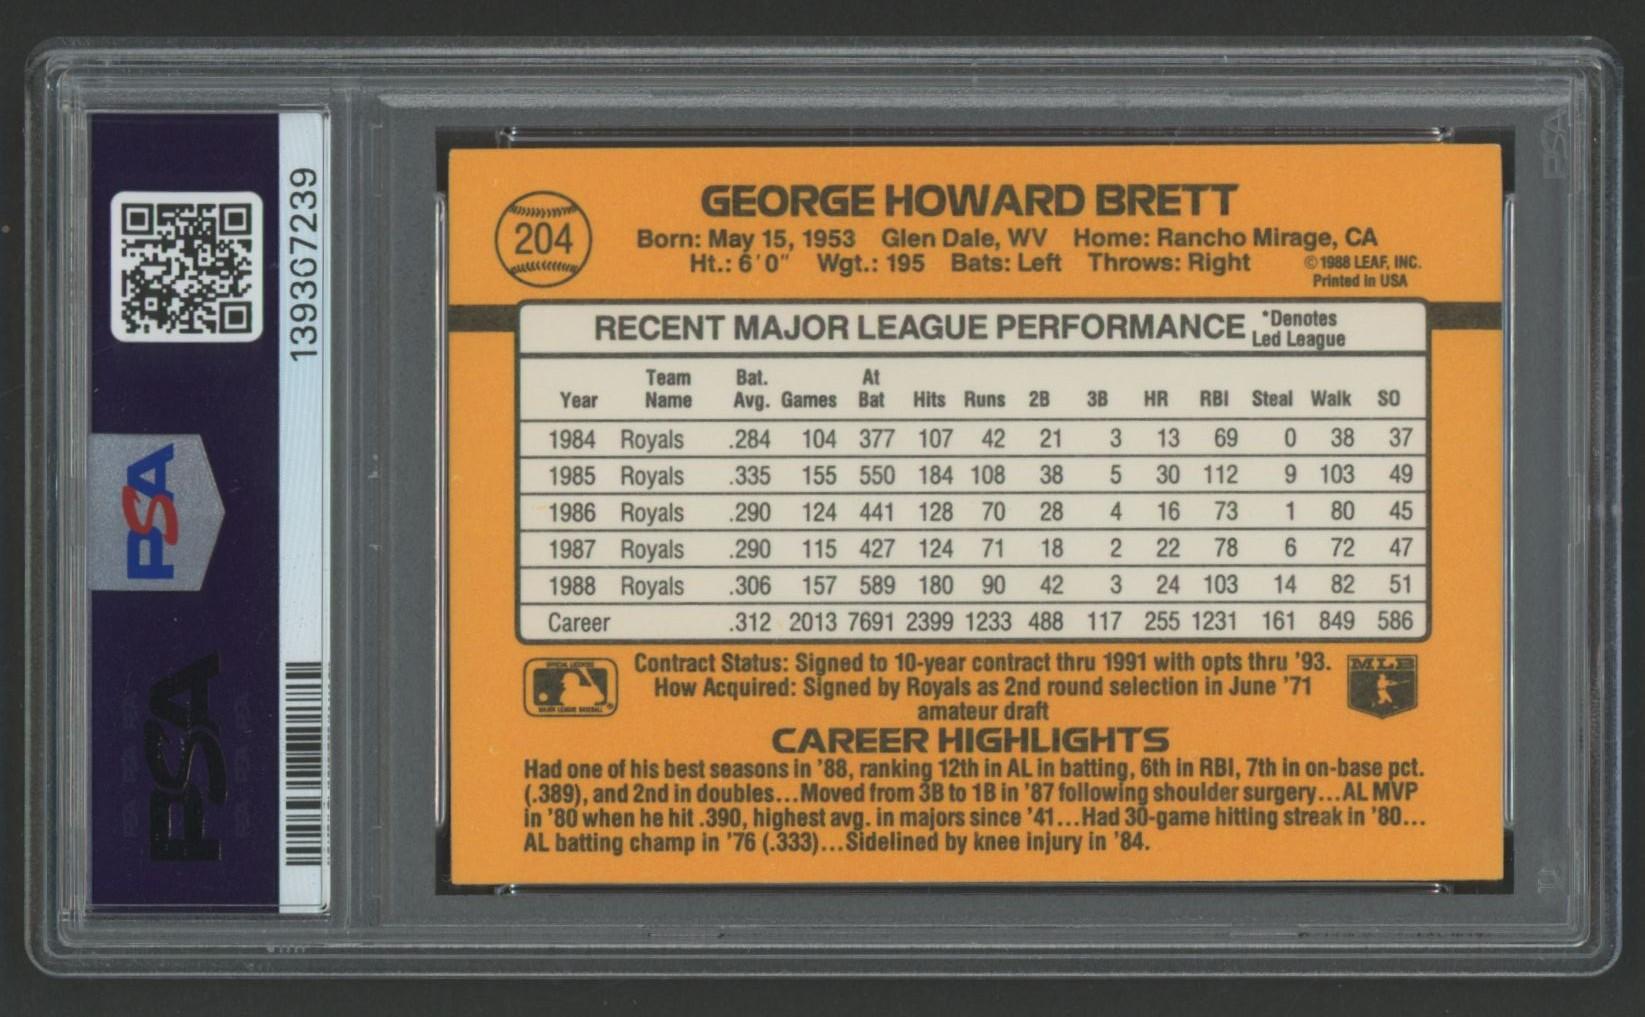 139367239
PSA
PSA
204
GEORGE HOWARD BRETT
Born: May 15, 1953 Glen Dale, WV Home: Rancho Mirage, CA
Ht.: 6'0" Wgt.: 195 Bats: Left Throws: Right
©1988 LEAF, INC.
Printed in USA
RECENT MAJOR LEAGUE PERFORMANCE *Denotes Led League
Year Team Name Bat. Avg. Games At Bat Hits Runs 2B 3B HR RBI Steal Walk SO
1984 Royals .284 104 377 107 42 21 3 13 69 0 38 37
1985 Royals .335 155 550 184 108 38 5 30 112 9 103 49
1986 Royals .290 124 441 128 70 28 4 16 73 1 80 45
1987 Royals .290 115 427 124 71 18 2 22 78 6 72 47
1988 Royals .306 157 589 180 90 42 3 24 103 14 82 51
Career .312 2013 7691 2399 1233 488 117 255 1231 161 849 586
Contract Status: Signed to 10-year contract thru 1991 with opts thru '93.
How Acquired: Signed by Royals as 2nd round selection in June '71
amateur draft
MAJOR LEAGUE BASEBALL
MLB
CAREER HIGHLIGHTS
Had one of his best seasons in '88, ranking 12th in AL in batting, 6th in RBI, 7th in on-base pct.
(.389), and 2nd in doubles...Moved from 3B to 1B in '87 following shoulder surgery...AL MVP
in '80 when he hit .390, highest avg. in majors since '41...Had 30-game hitting streak in '80...
AL batting champ in '76 (.333)...Sidelined by knee injury in '84.
PSA